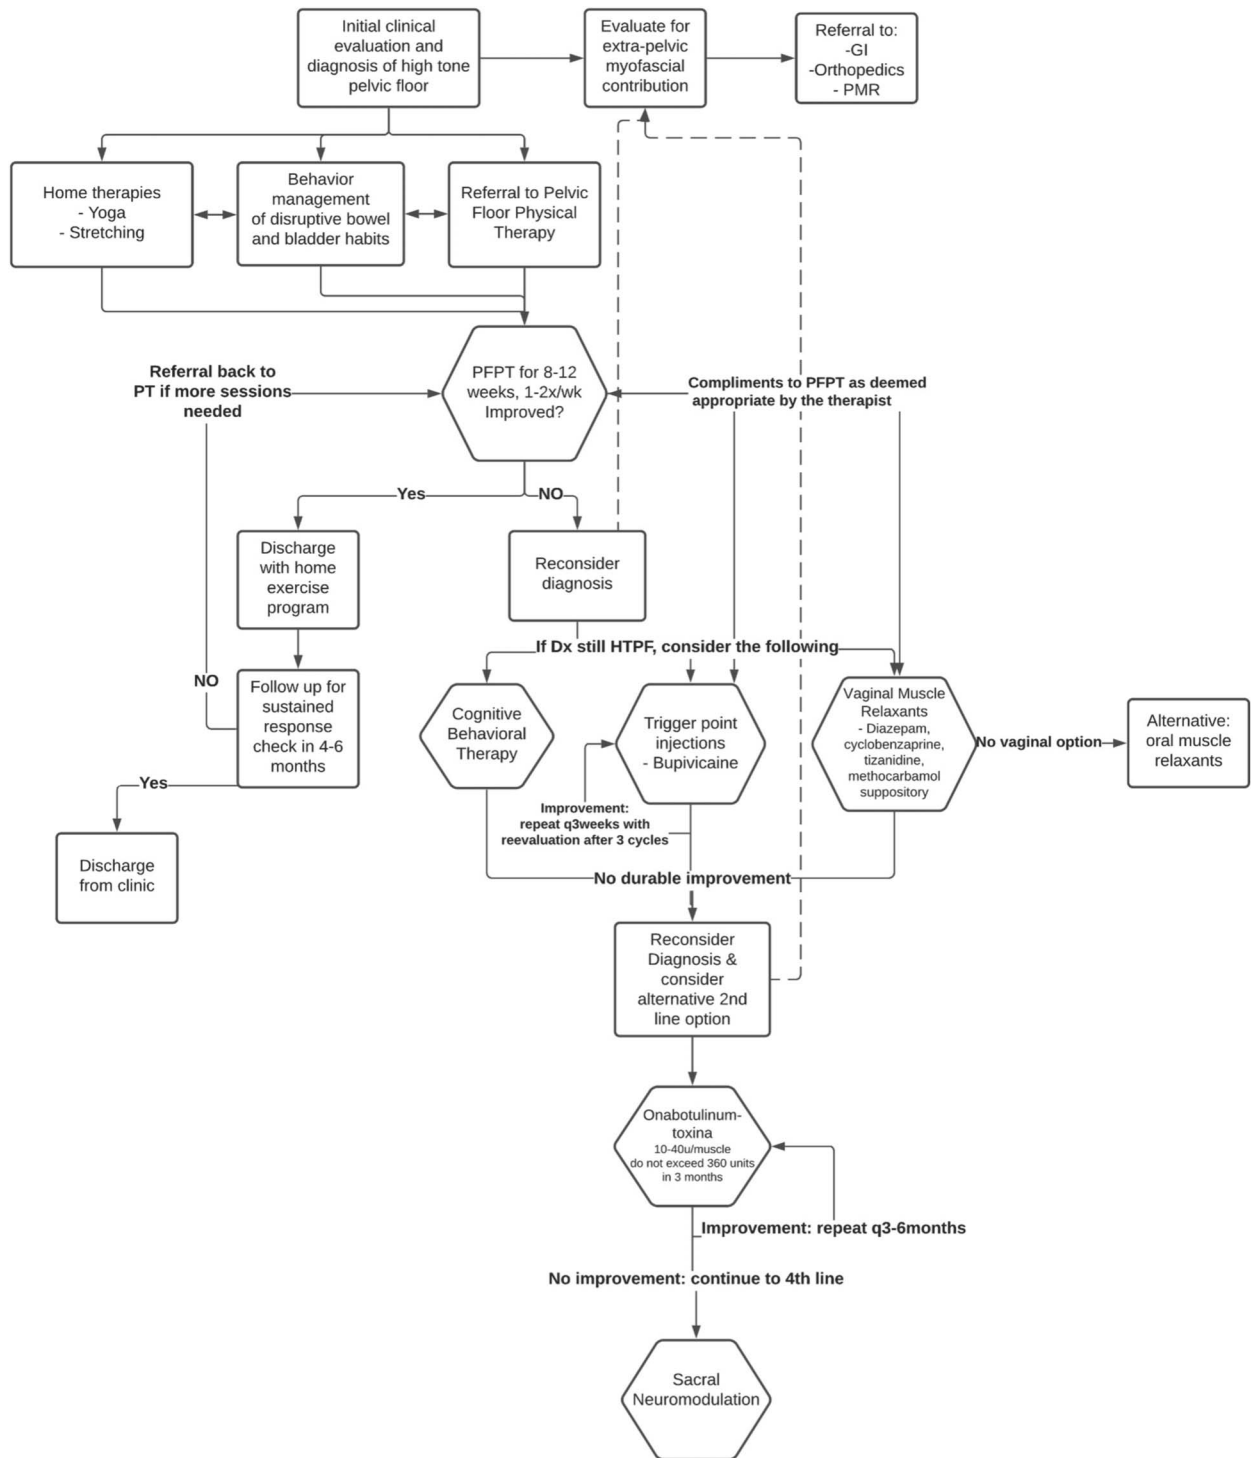 Initial clinical
evaluation and
diagnosis of high tone
pelvic floor
Evaluate for
extra-pelvic
myofascial
contribution
Referral to:
-GI
-Orthopedics
- PMR
Home therapies
- Yoga
- Stretching
Behavior
management
of disruptive bowel
and bladder habits
Referral to Pelvic
Floor Physical
Therapy
Referral back to
PT if more sessions
needed
PFPT for 8-12
weeks, 1-2x/wk
Improved?
Compliments to PFPT as deemed
appropriate by the therapist
Yes
NO
Discharge
with home
exercise
program
Reconsider
diagnosis
If Dx still HTPF, consider the following
NO
Follow up for
sustained
response
check in 4-6
months
Cognitive
Behavioral
Therapy
Trigger point
injections
- Bupivicaine
Vaginal Muscle
Relaxants
- Diazepam,
cyclobenzaprine,
tizanidine,
methocarbamol
suppository
No vaginal option
Alternative:
oral muscle
relaxants
Yes
Improvement:
repeat q3weeks with
reevaluation after 3 cycles
Discharge
from clinic
No durable improvement
Reconsider
Diagnosis &
consider
alternative 2nd
line option
Onabotulinum-
toxina
10-40u/muscle
do not exceed 360 units
in 3 months
Improvement: repeat q3-6months
No improvement: continue to 4th line
Sacral
Neuromodulation